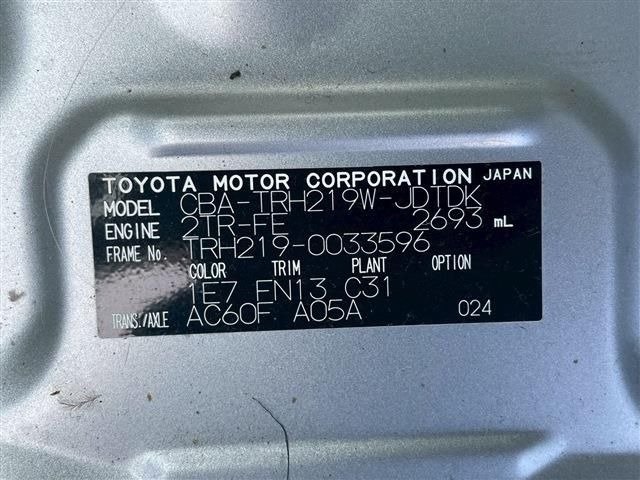 TOYOTA MOTOR CORPORATION JAPAN
MODEL CBA-TRH219W-JDTDK
ENGINE 2TR-FE 2693 mL
FRAME No. TRH219-0033596
COLOR TRIM PLANT OPTION
1E7 FN13 C31
TRANS./AXLE AC60F A05A 024